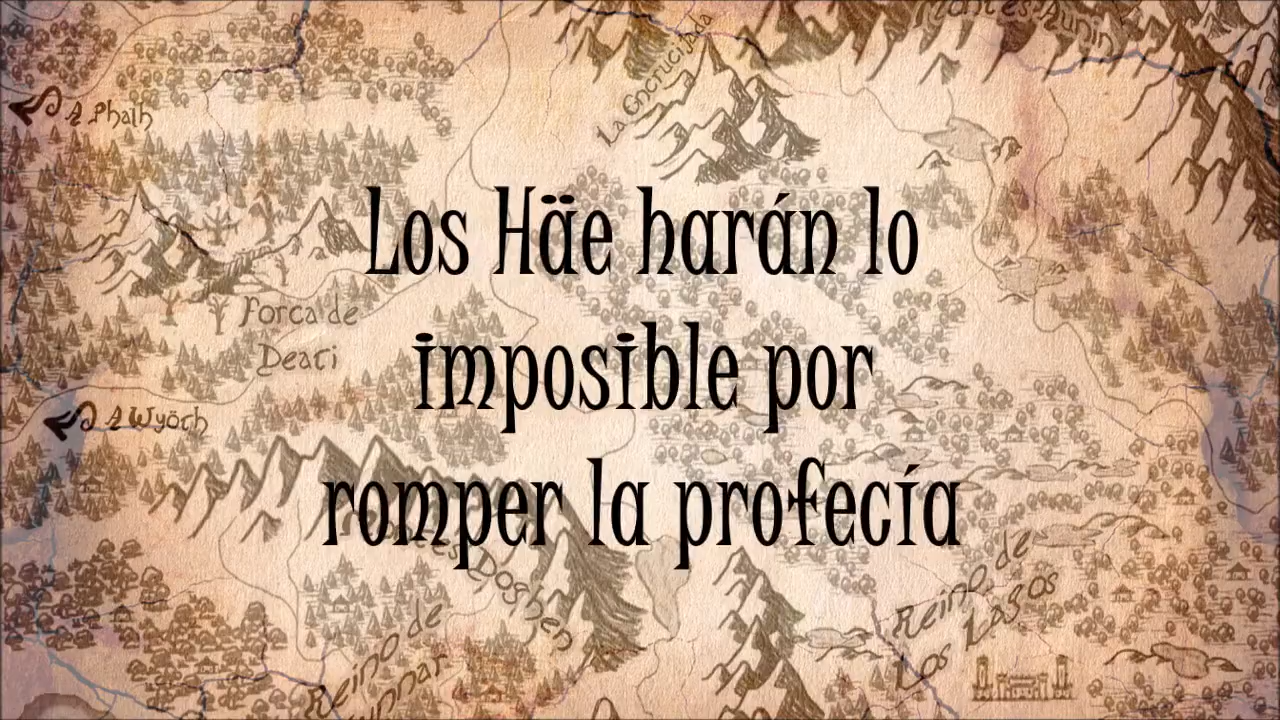 La Encrucijada
A Phalh
Los Häe harán lo
Forca de
Deati
imposible por
A Wyöch
romper la profecía
Reino de
Reino de
Los Lagos